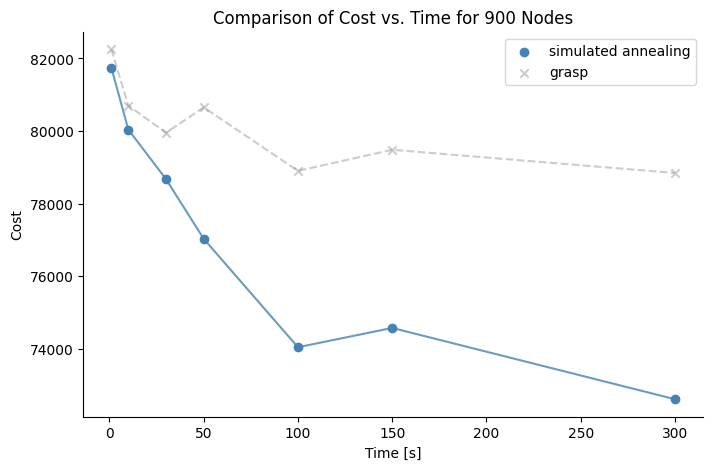 Comparison of Cost vs. Time for 900 Nodes
simulated annealing
grasp
82000
80000
78000
76000
74000
Cost
0
50
100
150
200
250
300
Time [s]